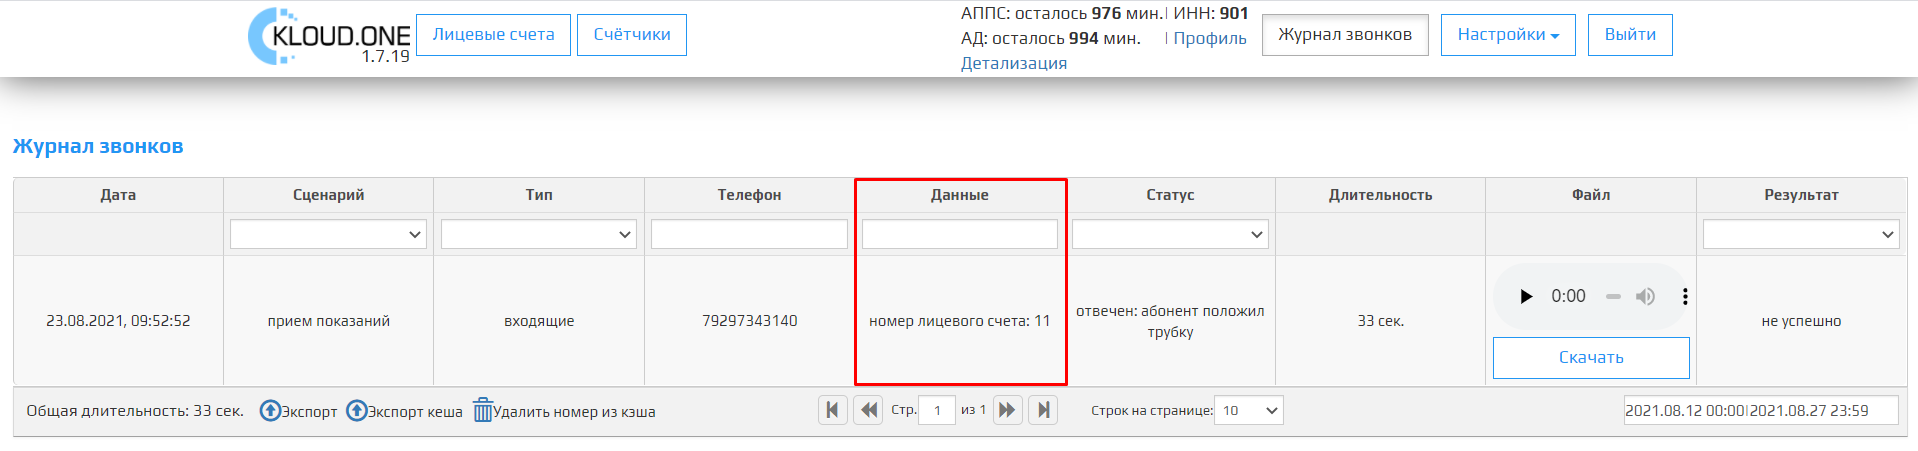 KLOUD.ONE
1.7.19
Лицевые счета
Счётчики
АППС: осталось 976 мин.| ИНН: 901
АД: осталось 994 мин. | Профиль
Детализация
Журнал звонков
Настройки
Выйти
Журнал звонков
Дата Сценарий Тип Телефон Данные Статус Длительность Файл Результат
23.08.2021, 09:52:52 прием показаний входящие 79297343140 номер лицевого счета: 11 отвечен: абонент положил
трубку
33 сек.
0:00
Скачать
не успешно
Общая длительность: 33 сек. Экспорт Экспорт кеша Удалить номер из кэша
Стр. 1 из 1
Строк на странице: 10
2021.08.12 00:00|2021.08.27 23:59